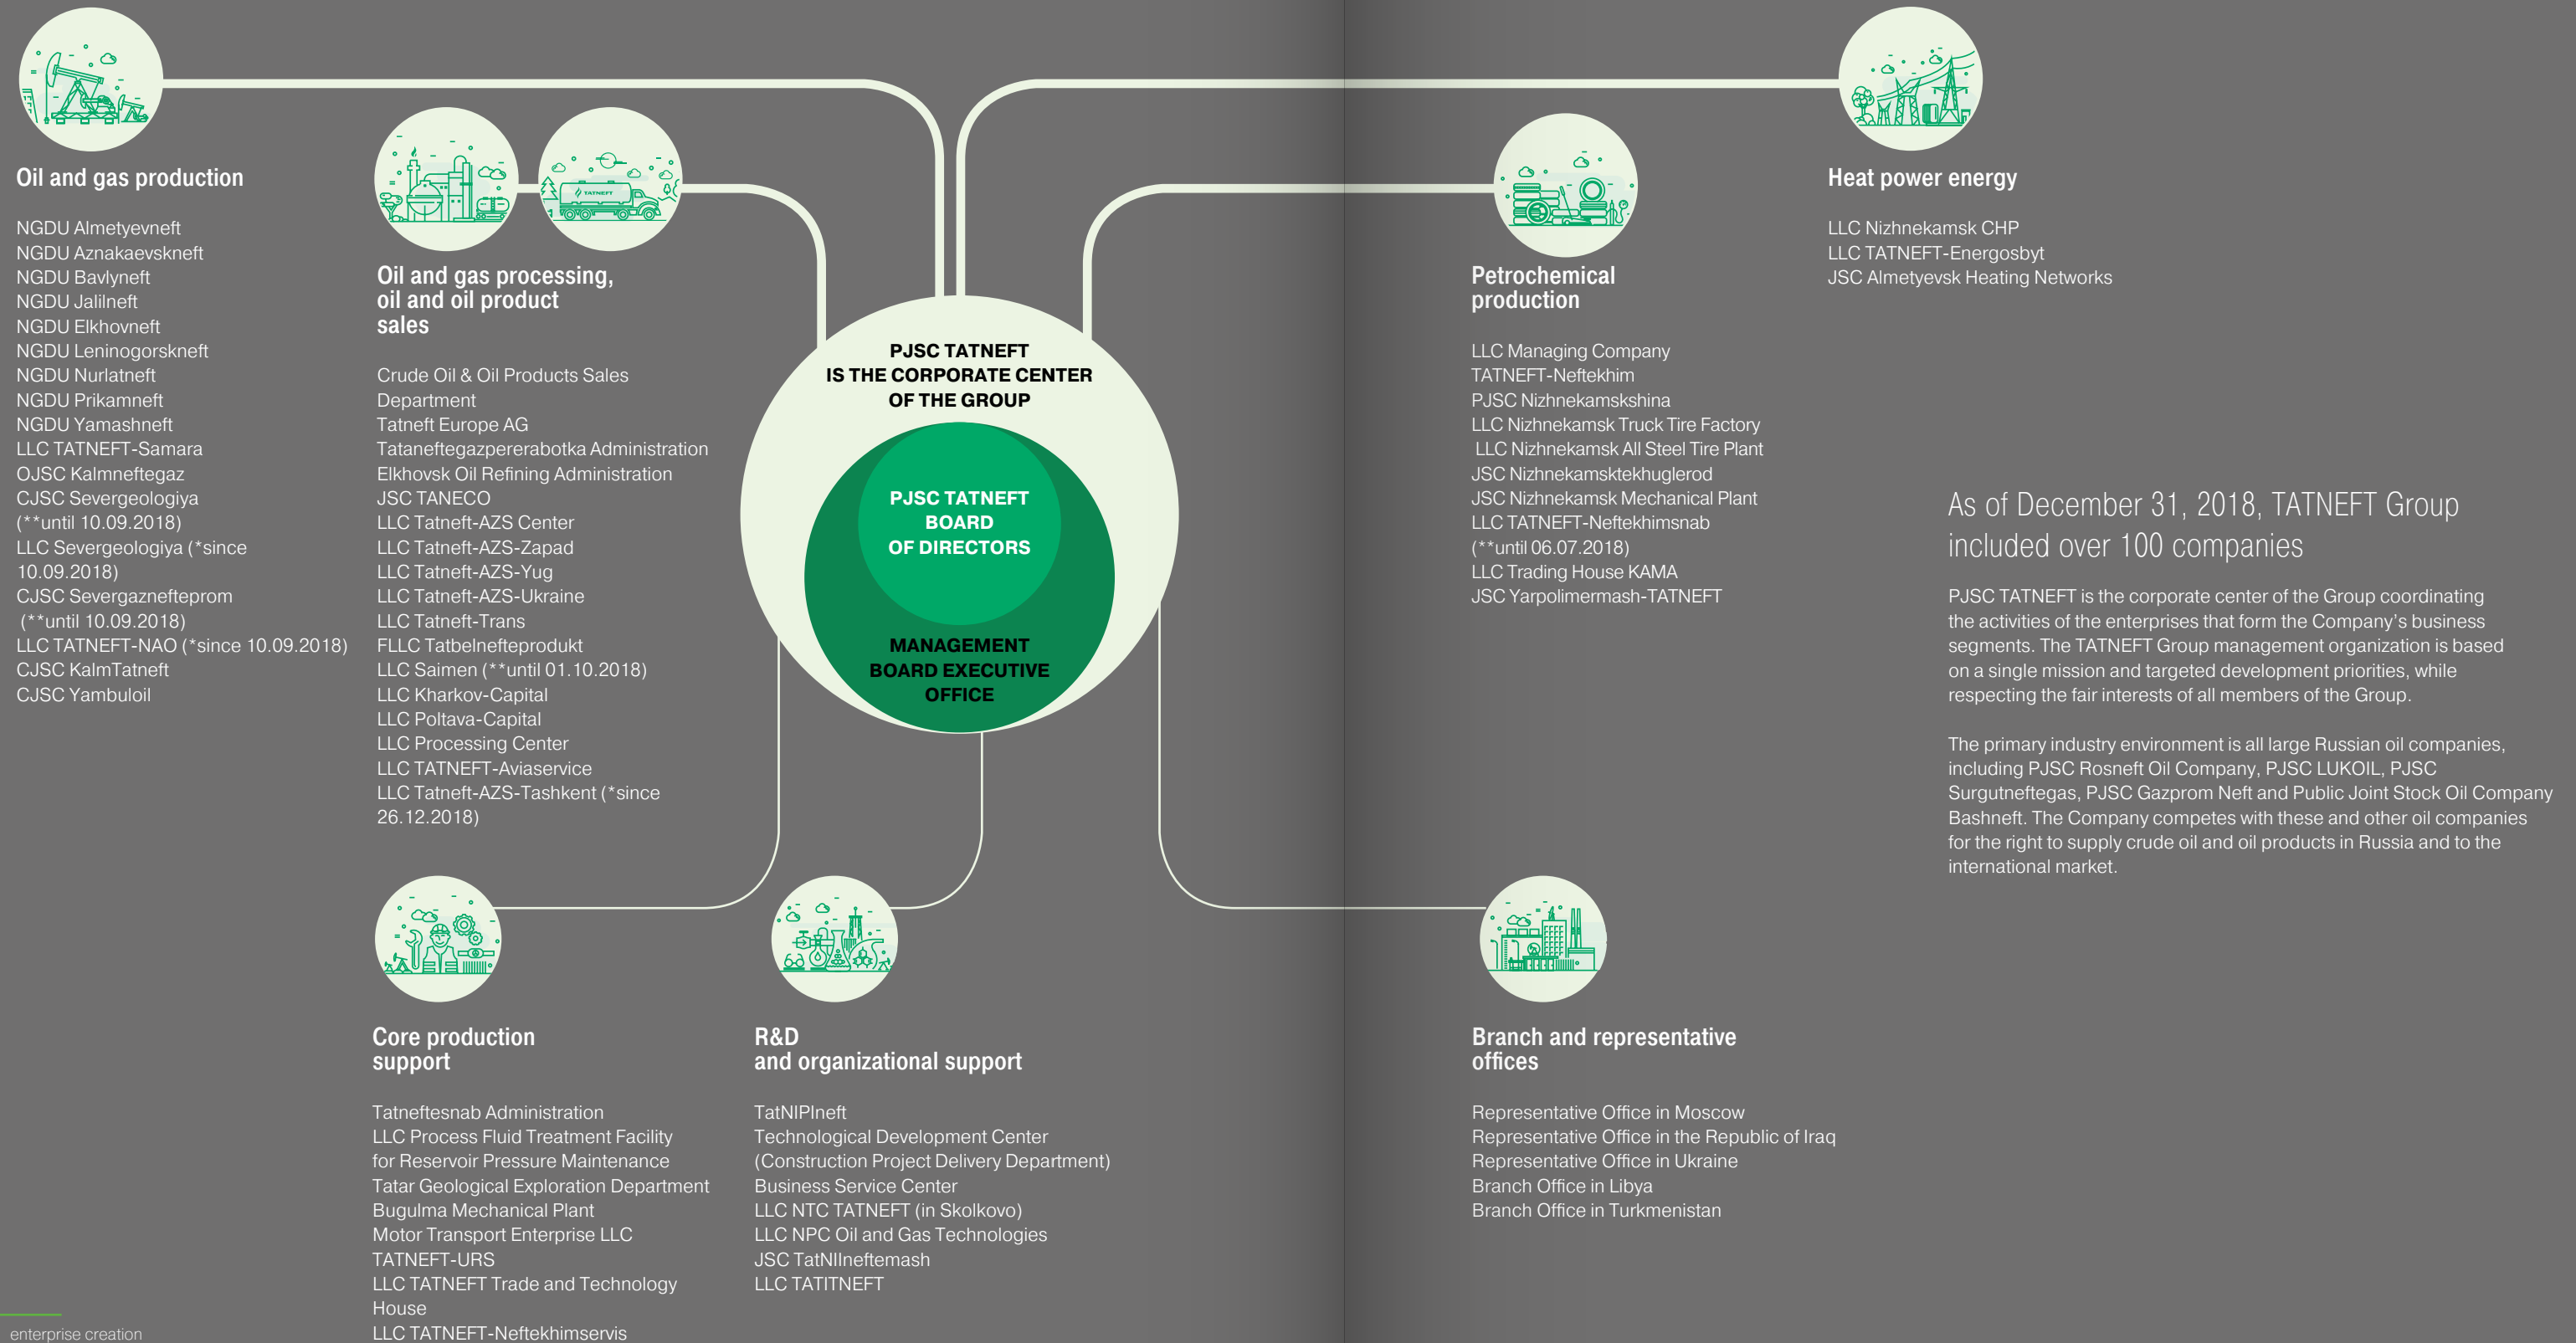 Oil and gas production
NGDU Almetyevneft
NGDU Aznakaevskneft
NGDU Bavlyneft
NGDU Jalilneft
NGDU Elkhovneft
NGDU Leninogorskneft
NGDU Nurlatneft
NGDU Prikamneft
NGDU Yamashneft
LLC TATNEFT-Samara
OJSC Kalmneftegaz
CJSC Severgeologiya
(**until 10.09.2018)
LLC Severgeologiya (*since
10.09.2018)
CJSC Severgaznefteprom
(**until 10.09.2018)
LLC TATNEFT-NAO (*since 10.09.2018)
CJSC KalmTatneft
CJSC Yambuloil
TATNEFT
Oil and gas processing,
oil and oil product
sales
Crude Oil & Oil Products Sales
Department
Tatneft Europe AG
Tataneftegazpererabotka Administration
Elkhovsk Oil Refining Administration
JSC TANECO
LLC Tatneft-AZS Center
LLC Tatneft-AZS-Zapad
LLC Tatneft-AZS-Yug
LLC Tatneft-AZS-Ukraine
LLC Tatneft-Trans
FLLC Tatbelnefteprodukt
LLC Saimen (**until 01.10.2018)
LLC Kharkov-Capital
LLC Poltava-Capital
LLC Processing Center
LLC TATNEFT-Aviaservice
LLC Tatneft-AZS-Tashkent (*since
26.12.2018)
PJSC TATNEFT
IS THE CORPORATE CENTER
OF THE GROUP
PJSC TATNEFT
BOARD
OF DIRECTORS
MANAGEMENT
BOARD EXECUTIVE
OFFICE
Petrochemical
production
LLC Managing Company
TATNEFT-Neftekhim
PJSC Nizhnekamskshina
LLC Nizhnekamsk Truck Tire Factory
LLC Nizhnekamsk All Steel Tire Plant
JSC Nizhnekamsktekhuglerod
JSC Nizhnekamsk Mechanical Plant
LLC TATNEFT-Neftekhimsnab
(**until 06.07.2018)
LLC Trading House KAMA
JSC Yarpolimermash-TATNEFT
Heat power energy
LLC Nizhnekamsk CHP
LLC TATNEFT-Energosbyt
JSC Almetyevsk Heating Networks
As of December 31, 2018, TATNEFT Group
included over 100 companies
PJSC TATNEFT is the corporate center of the Group coordinating
the activities of the enterprises that form the Company's business
segments. The TATNEFT Group management organization is based
on a single mission and targeted development priorities, while
respecting the fair interests of all members of the Group.
The primary industry environment is all large Russian oil companies,
including PJSC Rosneft Oil Company, PJSC LUKOIL, PJSC
Surgutneftegas, PJSC Gazprom Neft and Public Joint Stock Oil Company
Bashneft. The Company competes with these and other oil companies
for the right to supply crude oil and oil products in Russia and to the
international market.
Core production
support
Tatneftesnab Administration
LLC Process Fluid Treatment Facility
for Reservoir Pressure Maintenance
Tatar Geological Exploration Department
Bugulma Mechanical Plant
Motor Transport Enterprise LLC
TATNEFT-URS
LLC TATNEFT Trade and Technology
House
LLC TATNEFT-Neftekhimservis
R&D
and organizational support
TatNIPIneft
Technological Development Center
(Construction Project Delivery Department)
Business Service Center
LLC NTC TATNEFT (in Skolkovo)
LLC NPC Oil and Gas Technologies
JSC TatNIIneftemash
LLC TATITNEFT
Branch and representative
offices
Representative Office in Moscow
Representative Office in the Republic of Iraq
Representative Office in Ukraine
Branch Office in Libya
Branch Office in Turkmenistan
enterprise creation